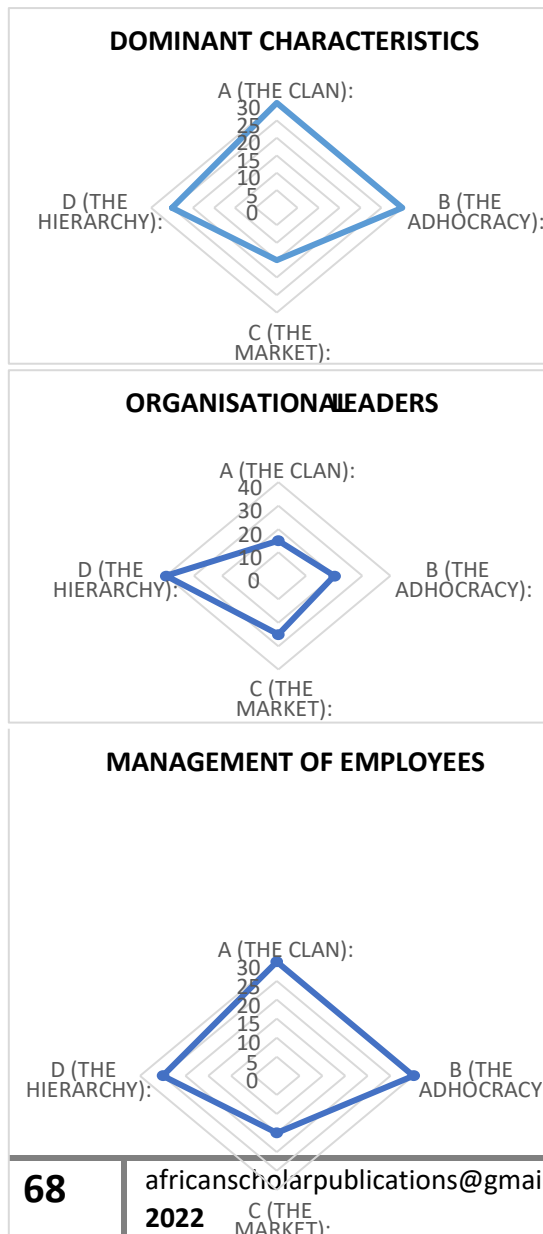 DOMINANT CHARACTERISTICS
A (THE CLAN):
30
25
20
15
10
5
0
D (THE
HIERARCHY):
B (THE
ADHOCRACY):
C (THE
MARKET):
ORGANISATIONALLEADERS
A (THE CLAN):
40
30
20
10
0
D (THE
HIERARCHY):
B (THE
ADHOCRACY):
C (THE
MARKET):
MANAGEMENT OF EMPLOYEES
A (THE CLAN):
30
25
20
15
10
5
0
D (THE
HIERARCHY):
B (THE
ADHOCRACY
68
africanscholarpublications@gmai
2022
C (THE
MARKET):